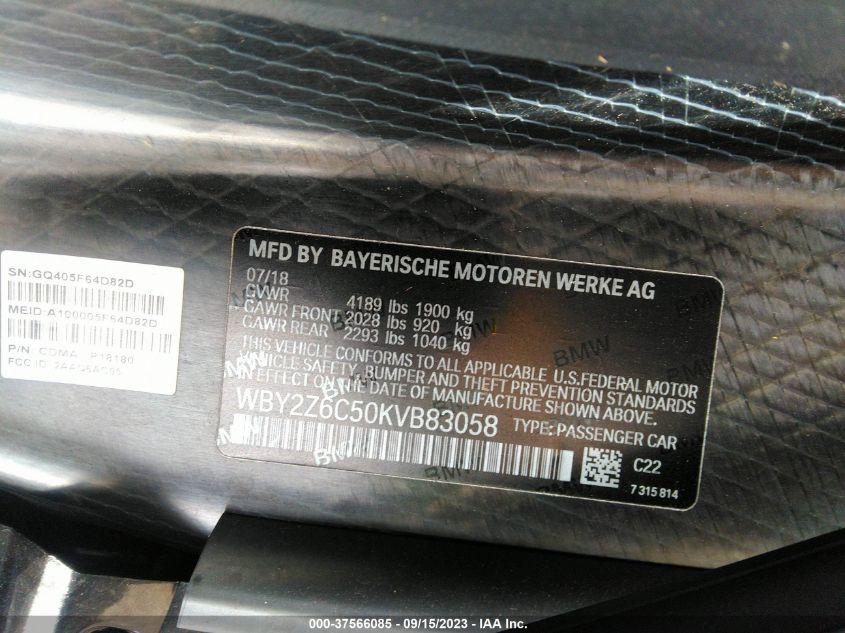 SN:GQ405F64D82D
MEID:A100005F64D82D
P/N: CDMA P18180
FCC ID:
MFD BY BAYERISCHE MOTOREN WERKE AG
07/18
GVWR 4189 lbs 1900 kg
GAWR FRONT 2028 lbs 920 kg
GAWR REAR 2293 lbs 1040 kg
THIS VEHICLE CONFORMS TO ALL APPLICABLE U.S.FEDERAL MOTOR
VEHICLE SAFETY, BUMPER, AND THEFT PREVENTION STANDARDS
IN EFFECT ON THE DATE OF MANUFACTURE SHOWN ABOVE.
WBY2Z6C50KVB83058 TYPE: PASSENGER CAR
C22
7 315 814
000-37566085 - 09/15/2023 - IAA Inc.